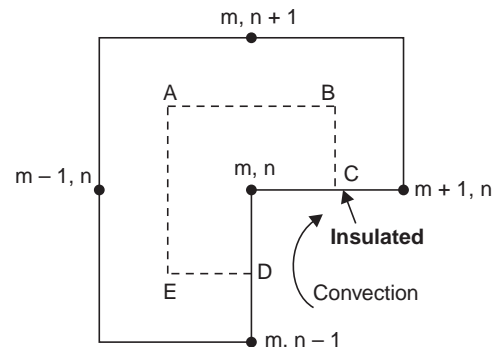 m, n + 1
A
B
m, n
C
m – 1, n
m + 1, n
Insulated
D
E
Convection
m, n – 1